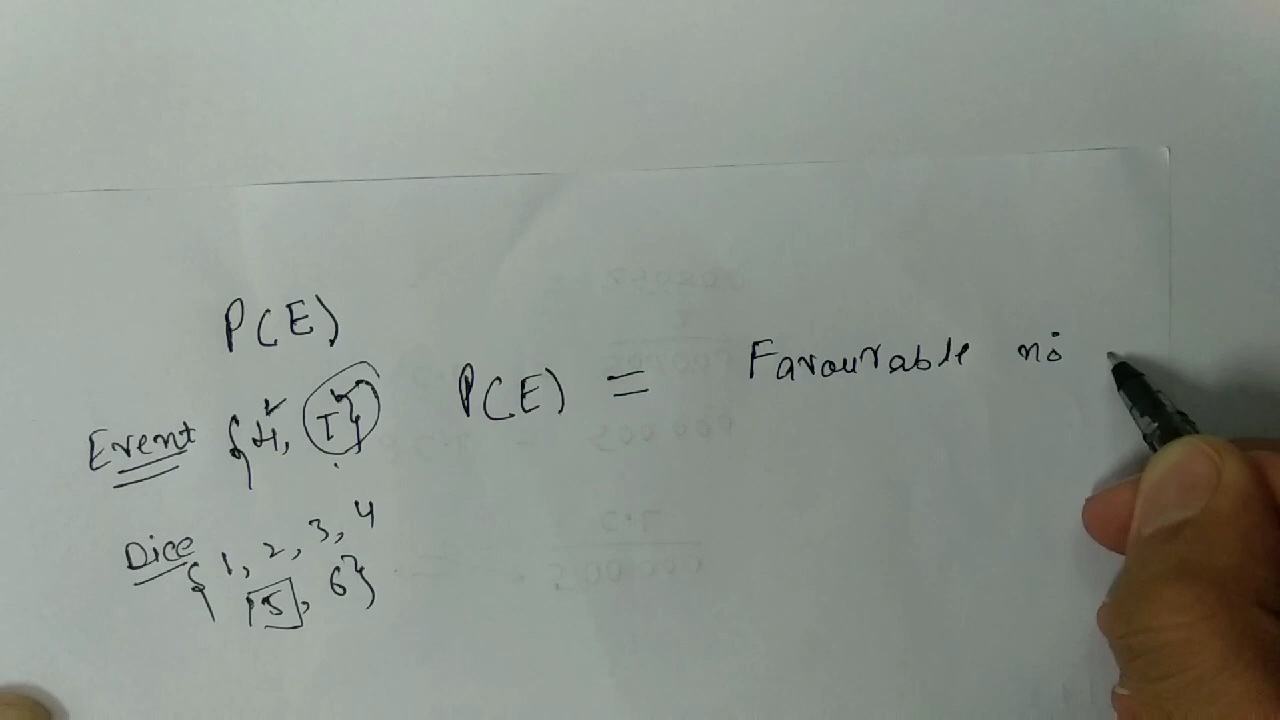 P(E)
P(E) = Favourable no
Event {H, T}
Dice {1, 2, 3, 4
5, 6}